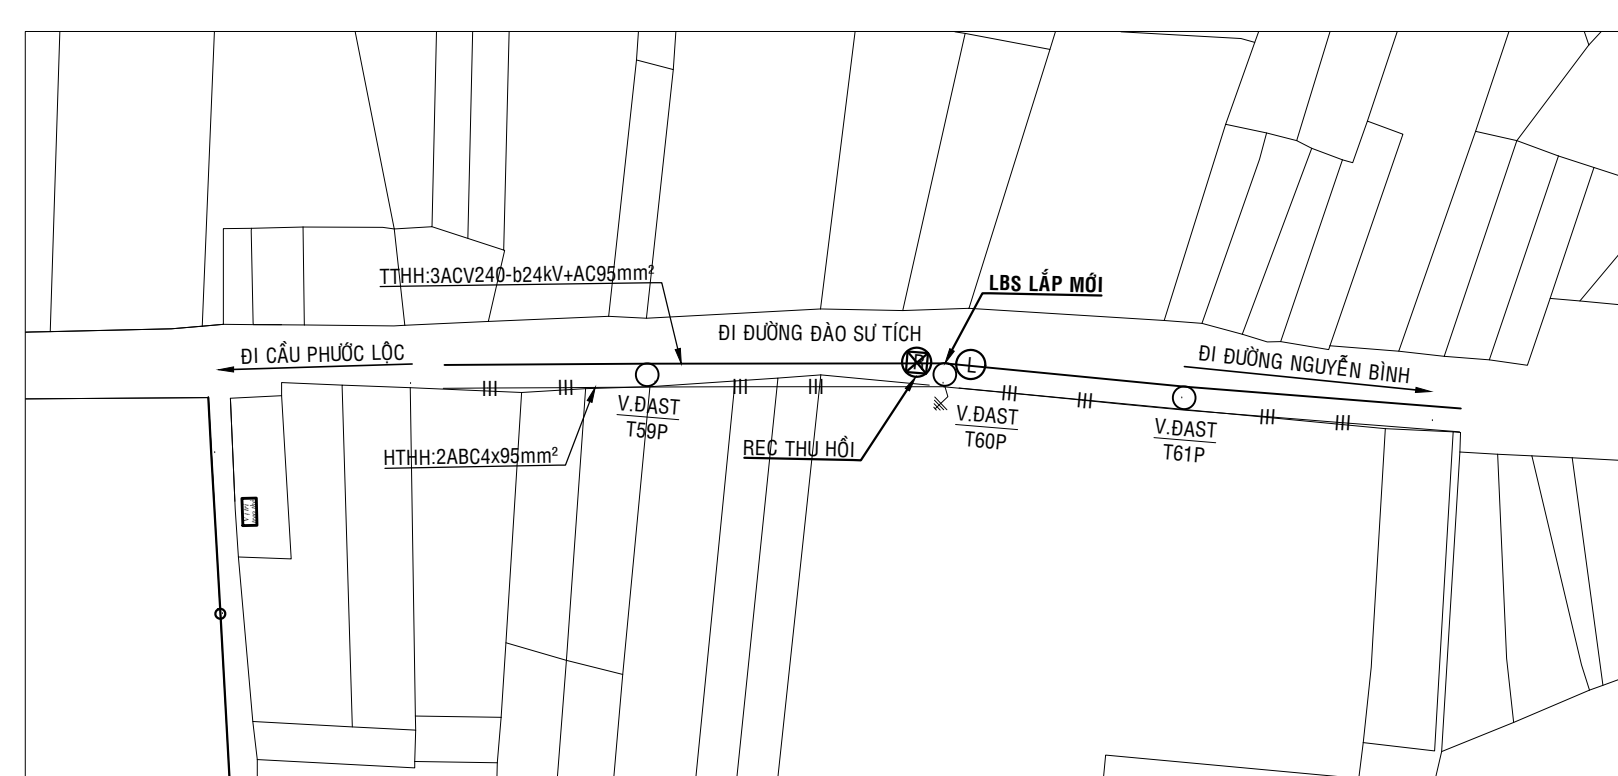 TTHH:3ACV240-b24kV+AC95mm²
LBS LẮP MỚI
ĐI ĐƯỜNG ĐÀO SƯ TÍCH
ĐI CẦU PHƯỚC LỘC
R
L
ĐI ĐƯỜNG NGUYỄN BÌNH
V.ĐAST
T59P
V.ĐAST
T60P
V.ĐAST
T61P
HTHH:2ABC4x95mm²
REC THU HỒI